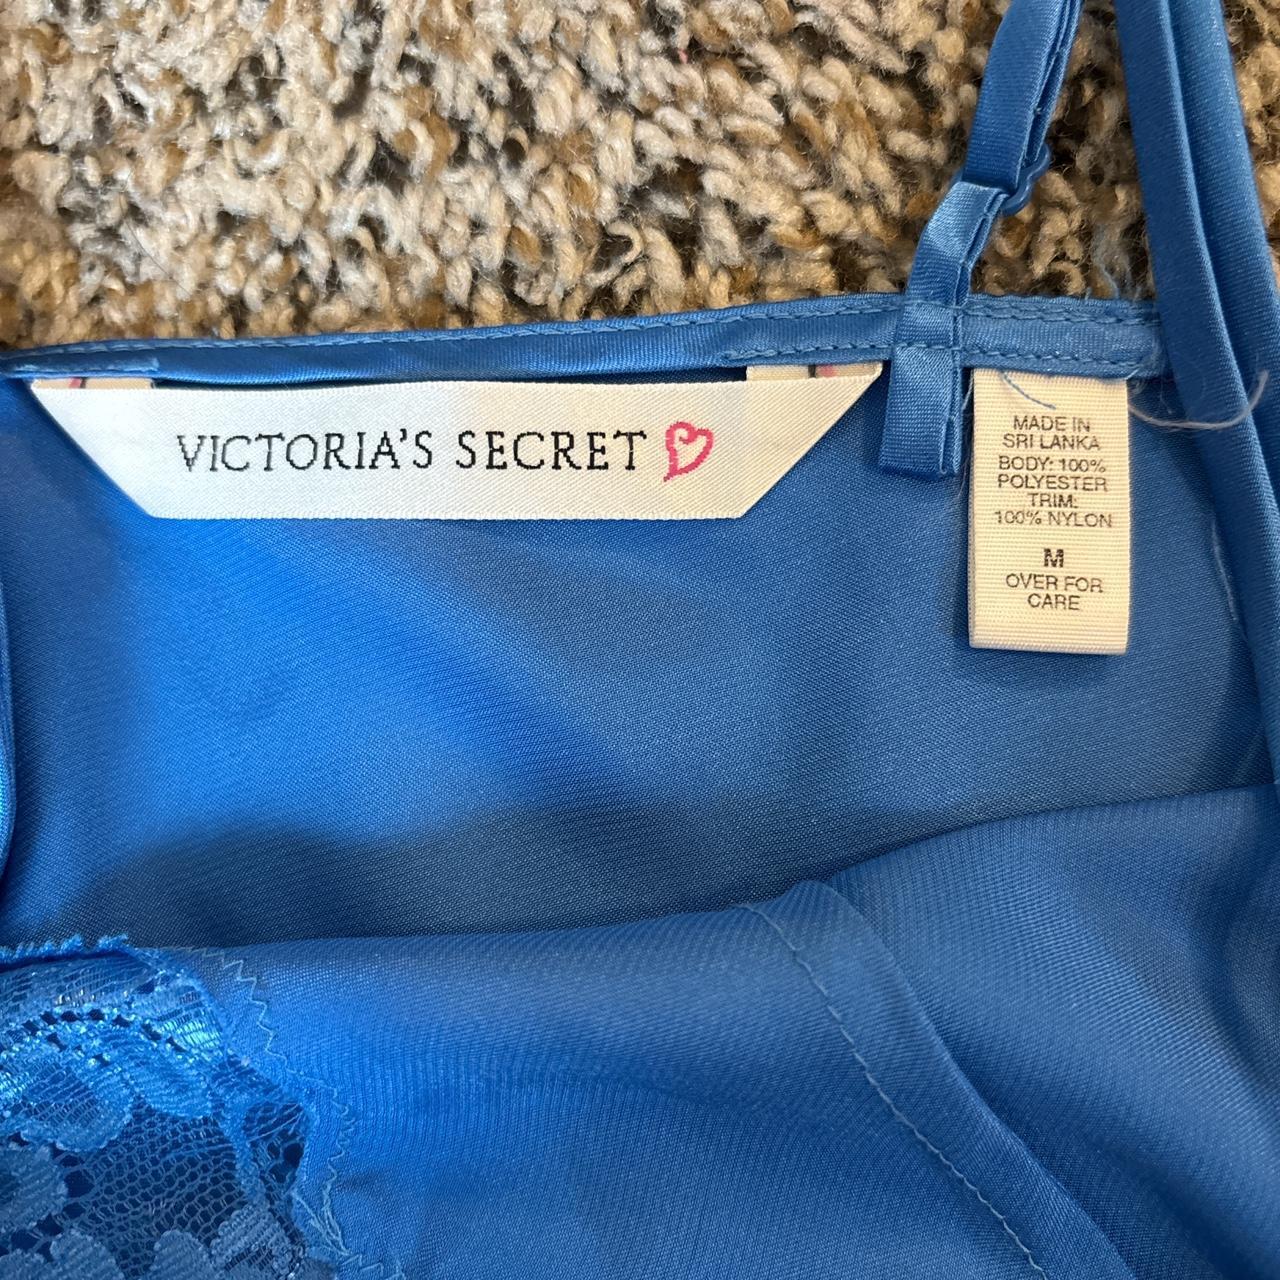 VICTORIA'S SECRET
MADE IN
SRI LANKA
BODY: 100%
POLYESTER
TRIM:
100% NYLON
M
OVER FOR
CARE